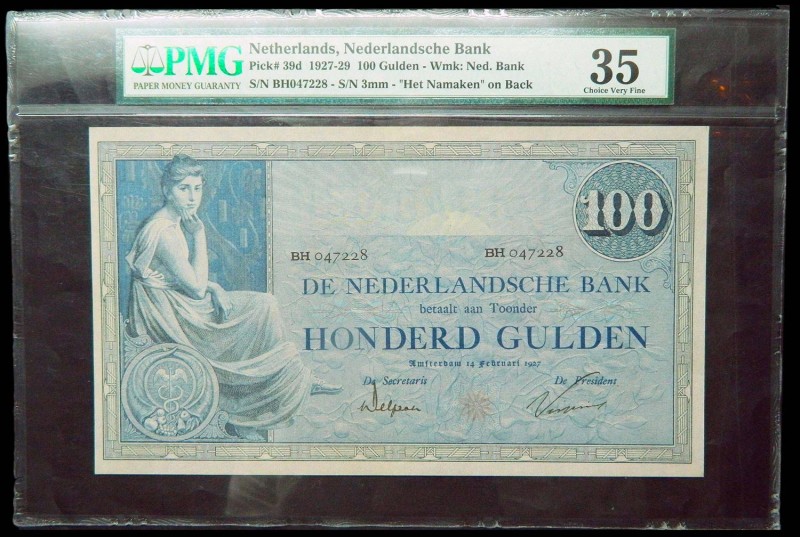 PMG
PAPER MONEY GUARANTY
Netherlands, Nederlandsche Bank
Pick# 39d 1927-29 100 Gulden - Wmk: Ned. Bank
S/N BH047228 - S/N 3mm - "Het Namaken" on Back
35
Choice Very Fine
100
BH 047228 BH 047228
DE NEDERLANDSCHE BANK
betaalt aan Toonder
HONDERD GULDEN
Amsterdam 14 Februari 1927
De Secretaris De President